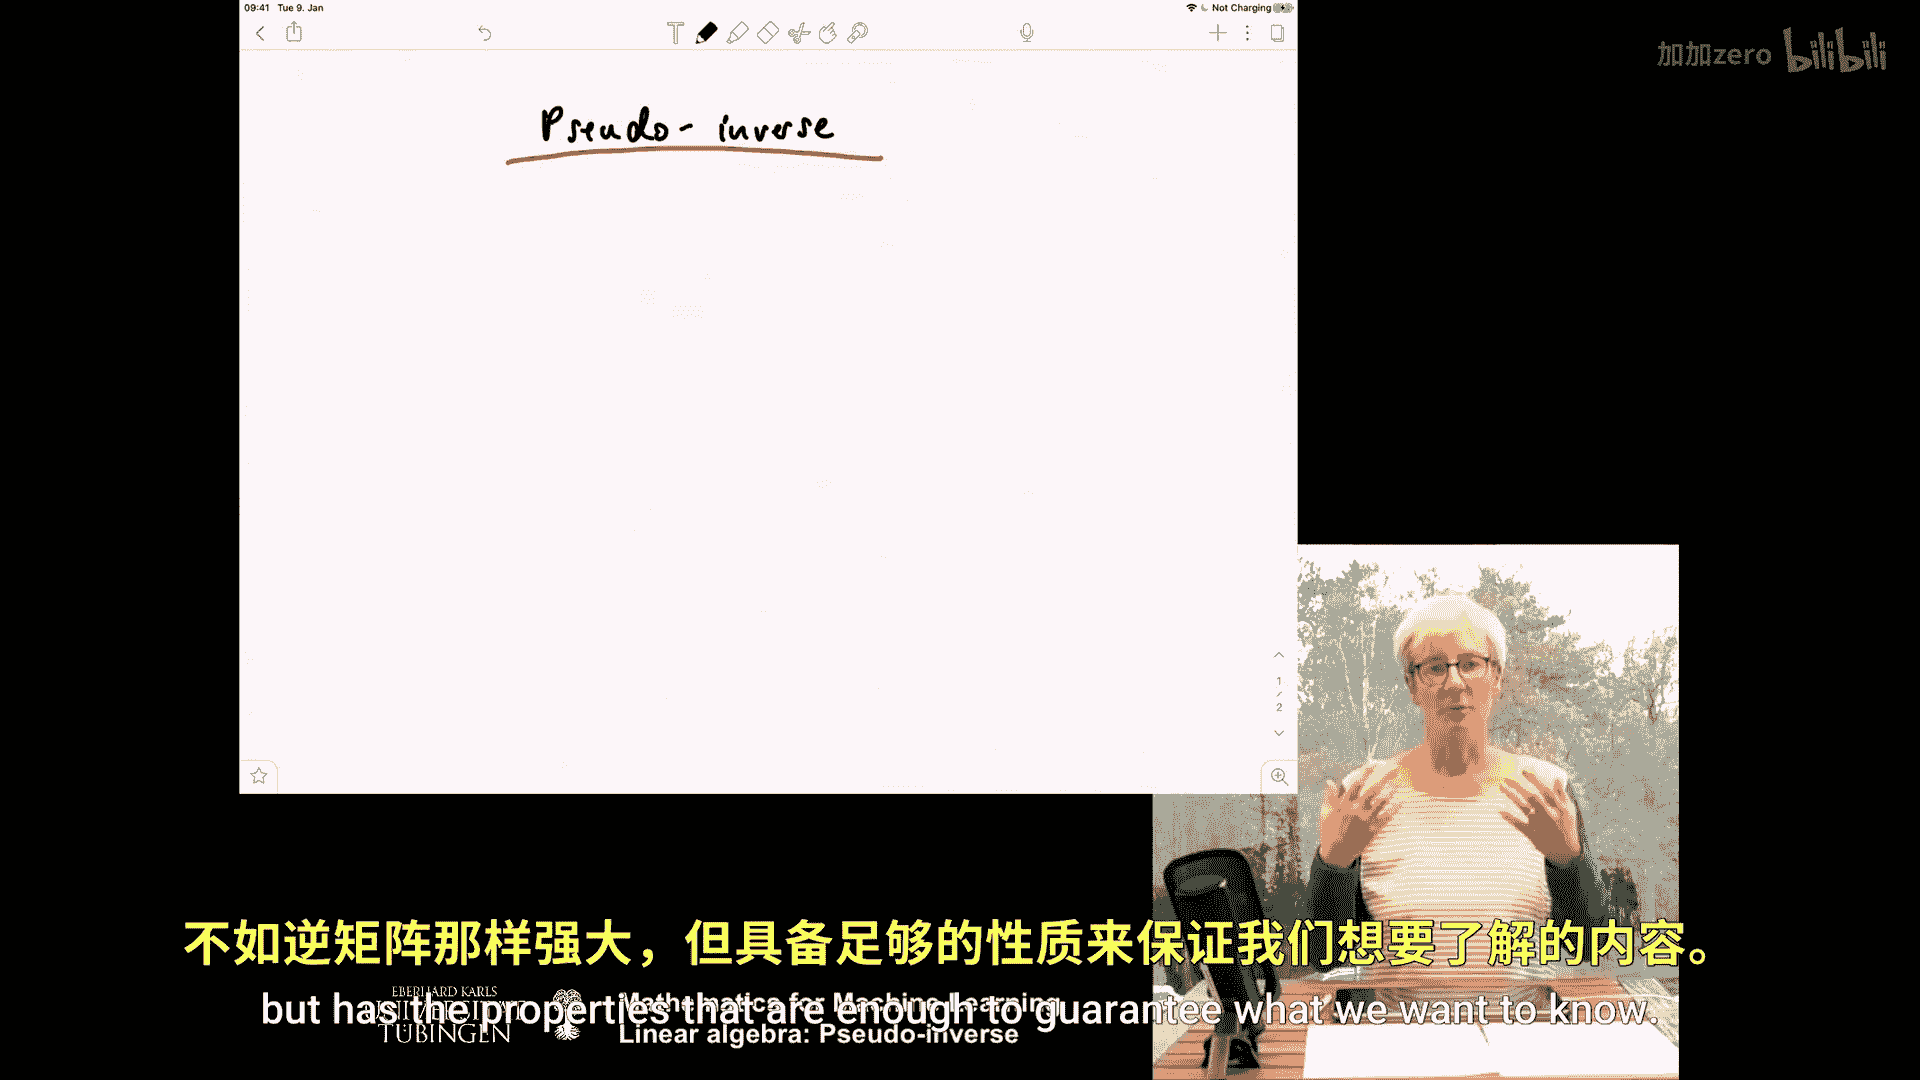 09:41 Tue 9. Jan
Not Charging
加加zero bilibili
Pseudo-inverse
1
2
不如逆矩阵那样强大，但具备足够的性质来保证我们想要了解的内容。
EBERHARD KARLS
UNIVERSITÄT
TÜBINGEN
Mathematics for Machine Learning
but has the properties that are enough to guarantee what we want to know.
Linear algebra: Pseudo-inverse